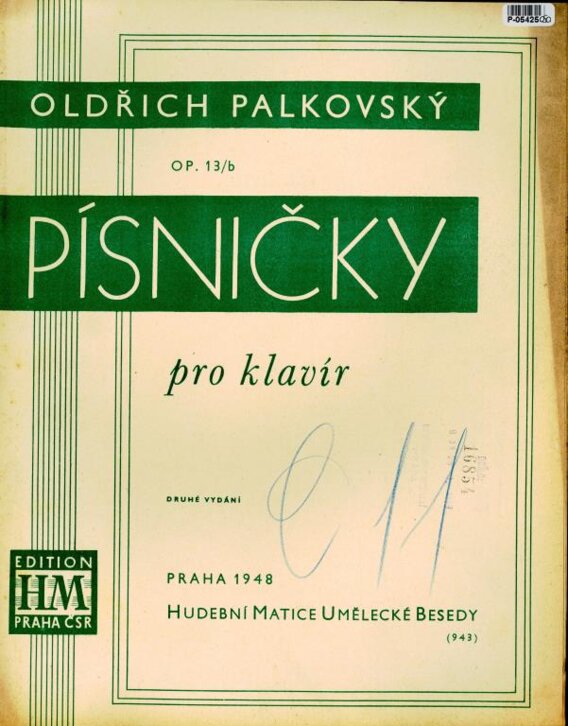 P-05425
OLDŘICH PALKOVSKÝ
OP. 13/b
PÍSNIČKY
pro klavír
C 11
DRUHÉ VYDÁNÍ
EDITION
HM
PRAHA ČSR
PRAHA 1948
HUDEBNÍ MATICE UMĚLECKÉ BESEDY
(943)